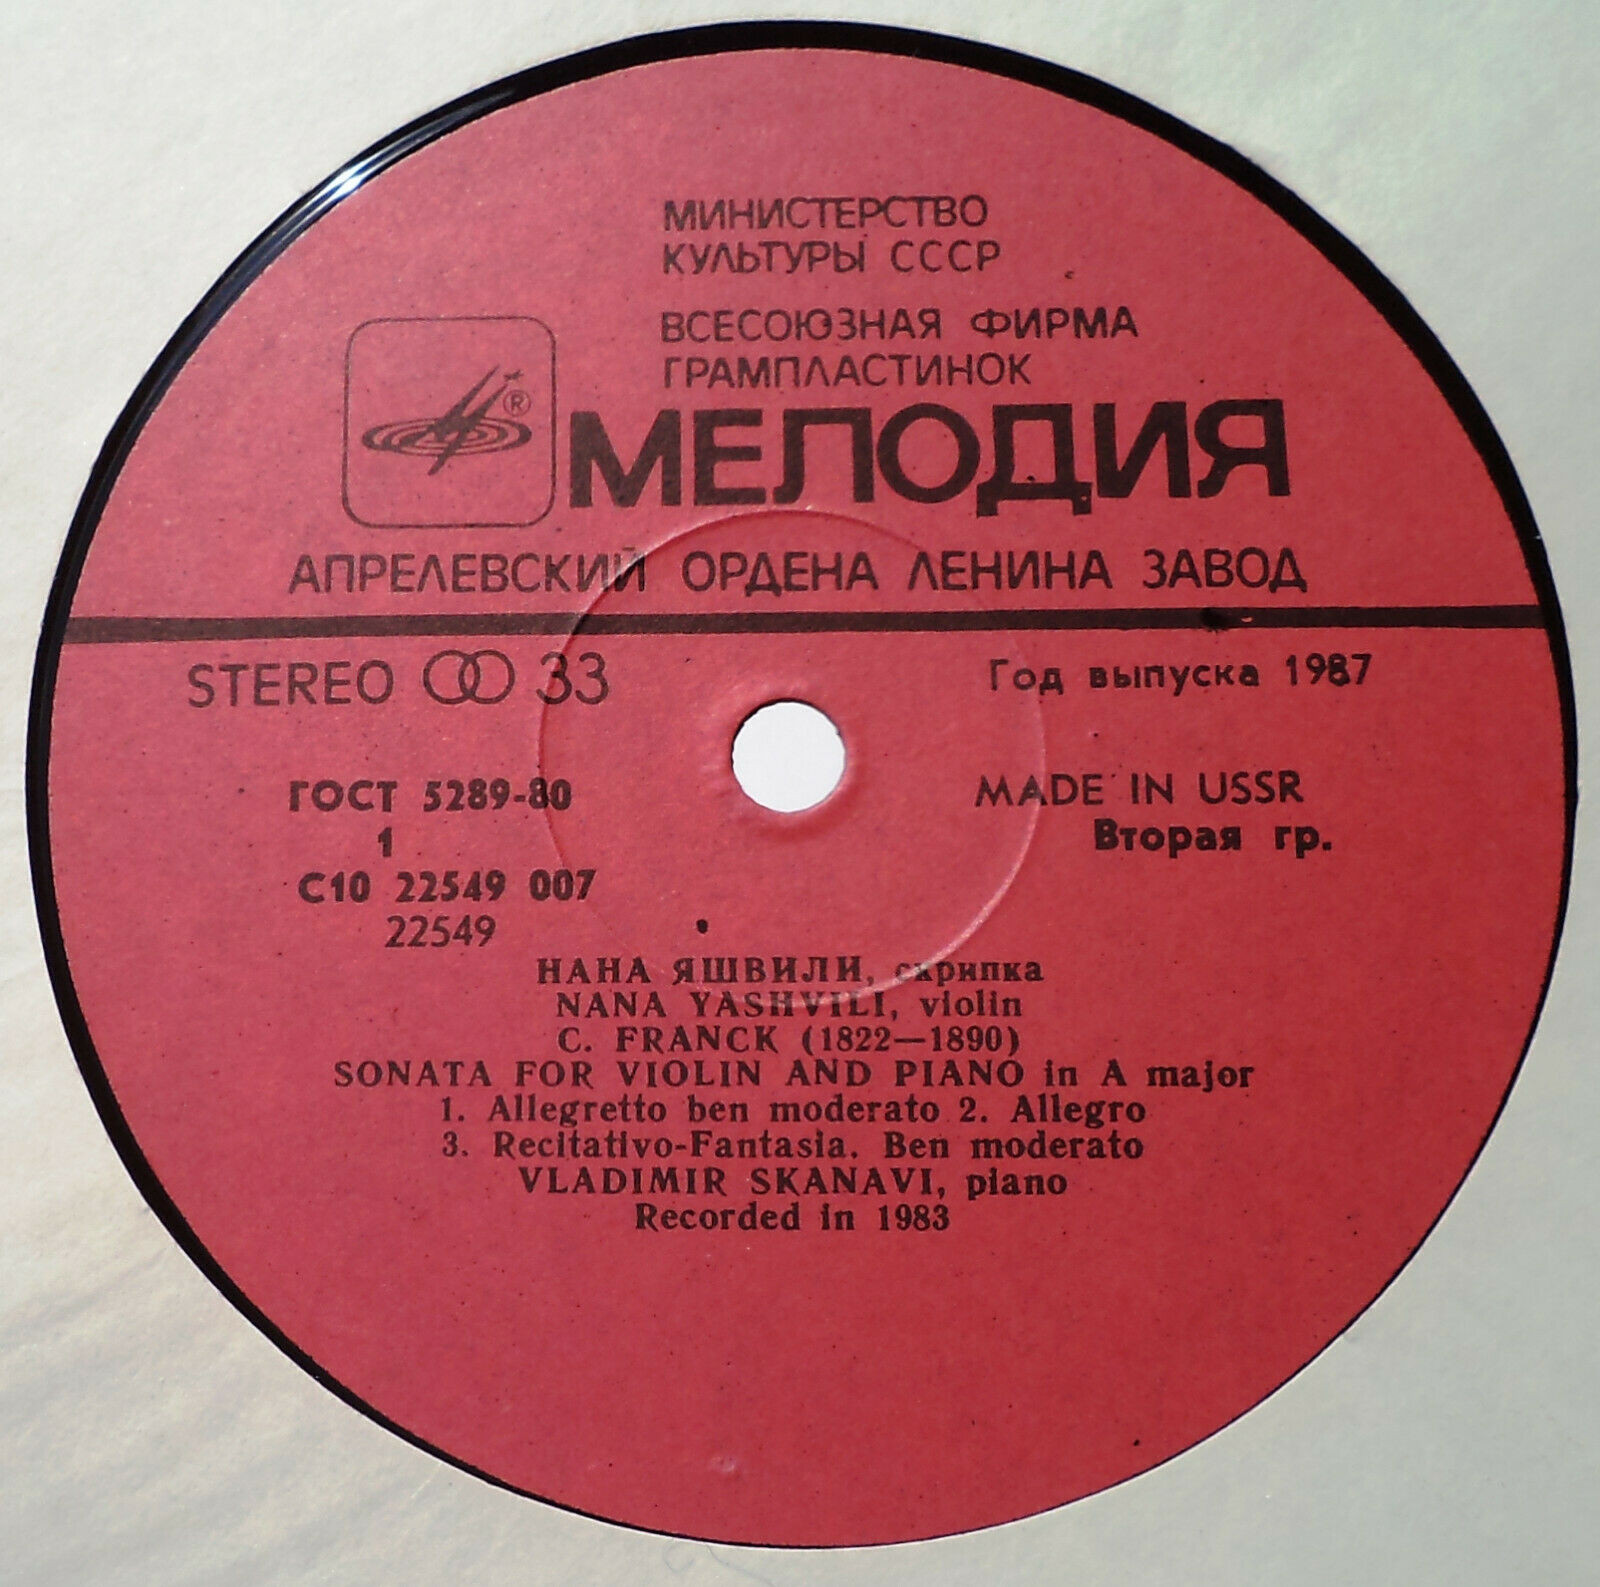 МИНИСТЕРСТВО
КУЛЬТУРЫ СССР
ВСЕСОЮЗНАЯ ФИРМА
ГРАМПЛАСТИНОК
®
МЕЛОДИЯ
АПРЕЛЕВСКИЙ ОРДЕНА ЛЕНИНА ЗАВОД
STEREO 33
Год выпуска 1987
ГОСТ 5289-80
MADE IN USSR
1
Вторая гр.
С10 22549 007
22549
НАНА ЯШВИЛИ, скрипка
NANA YASHVILI, violin
C. FRANCK (1822—1890)
SONATA FOR VIOLIN AND PIANO in A major
1. Allegretto ben moderato 2. Allegro
3. Recitativo-Fantasia. Ben moderato
VLADIMIR SKANAVI, piano
Recorded in 1983